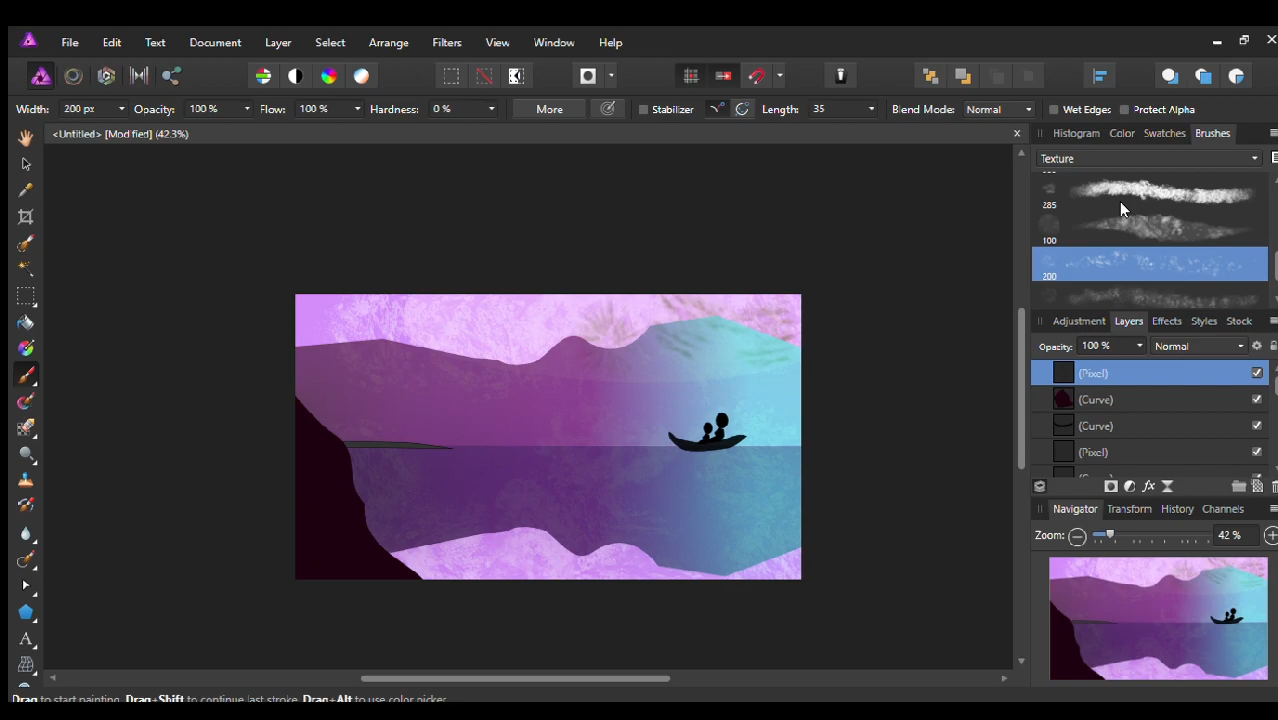 File Edit Text Document Layer Select Arrange Filters View Window Help
Width: 200 px Opacity: 100 % Flow: 100 % Hardness: 0 % More Stabilizer Length: 35 Blend Mode: Normal Wet Edges Protect Alpha
<Untitled> [Modified] (42.3%)
Histogram Color Swatches Brushes
Texture
285
100
200
Adjustment Layers Effects Styles Stock
Opacity: 100 % Normal
(Pixel)
(Curve)
(Curve)
(Pixel)
Navigator Transform History Channels
Zoom: 42 %
Drag to start painting. Drag+Shift to continue last stroke. Drag+Alt to use color picker.